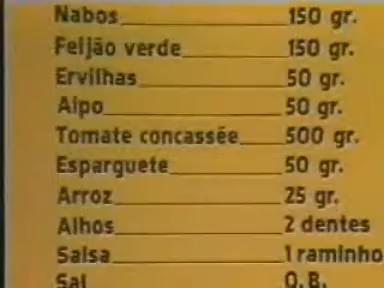 Nabos 150 gr.
Feijão verde 150 gr.
Ervilhas 50 gr.
Aipo 50 gr.
Tomate concassée 500 gr.
Esparguete 50 gr.
Arroz 25 gr.
Alhos 2 dentes
Salsa 1 raminho
Sal Q.B.